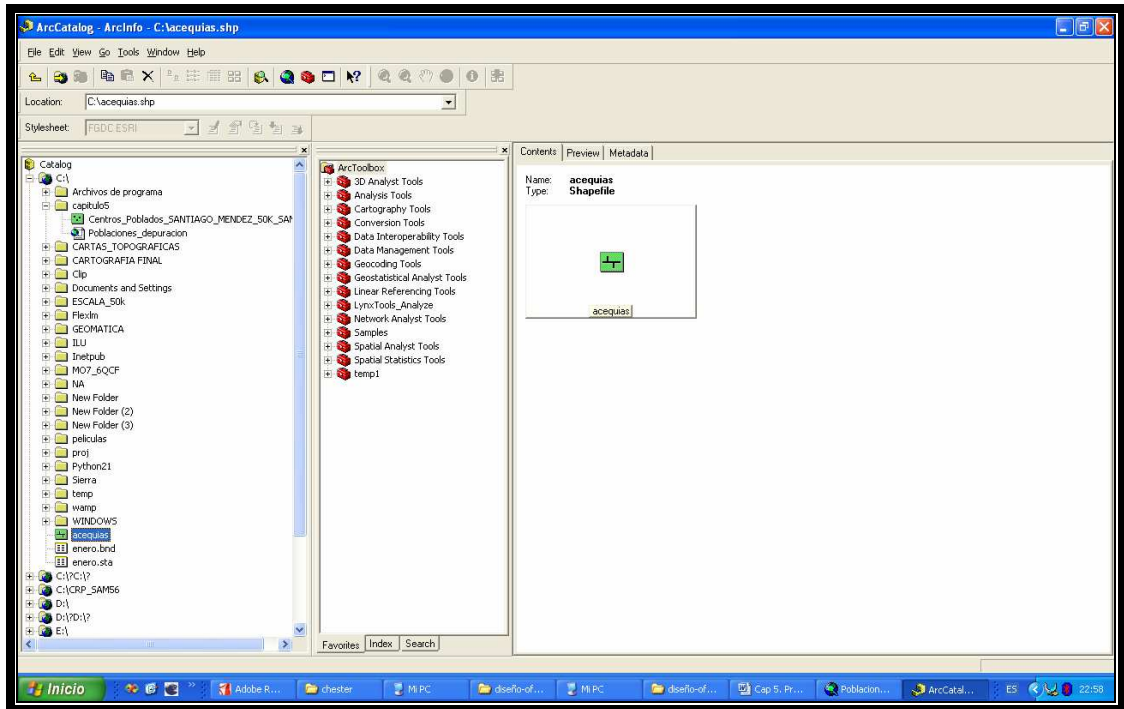 ArcCatalog - ArcInfo - C:\acequias.shp
File Edit View Go Tools Window Help
Location: C:\acequias.shp
Stylesheet: FGDC ESRI
Catalog
C:\
Archivos de programa
capitulo5
Centros_Poblados_SANTIAGO_MENDEZ_50K_SAN
Poblaciones_depuracion
CARTAS_TOPOGRAFICAS
CARTOGRAFIA FINAL
Clip
Documents and Settings
ESCALA_50k
Flexlm
GEOMATICA
ILU
Inetpub
MO7_6QCF
NA
New Folder
New Folder (2)
New Folder (3)
peliculas
proj
Python21
Sierra
temp
wamp
WINDOWS
acequias
enero.bnd
enero.sta
C:\?C:\?
C:\CRP_SAM56
D:\
D:\?D:\?
E:\
ArcToolbox
3D Analyst Tools
Analysis Tools
Cartography Tools
Conversion Tools
Data Interoperability Tools
Data Management Tools
Geocoding Tools
Geostatistical Analyst Tools
Linear Referencing Tools
LynxTools_Analyze
Network Analyst Tools
Samples
Spatial Analyst Tools
Spatial Statistics Tools
temp1
Favorites Index Search
Contents Preview Metadata
Name: acequias
Type: Shapefile
acequias
Inicio Adobe R... chester Mi PC diseño-of... Mi PC diseño-of... Cap 5. Pr... Poblacion... ArcCatal... ES 22:58